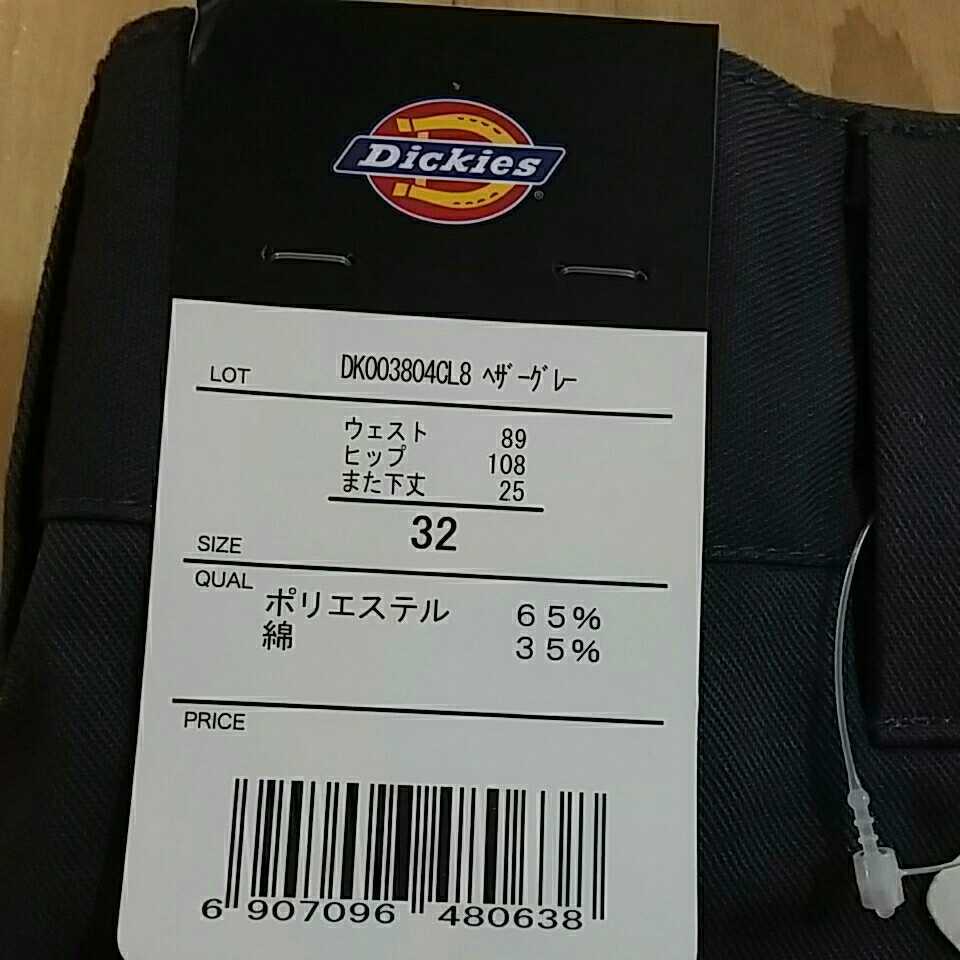 Dickies
®
LOT DK003804CL8 ﾍｻﾞｰｸﾞﾚｰ
ウェスト 89
ヒップ 108
また下丈 25
SIZE 32
QUAL
ポリエステル 65%
綿 35%
PRICE
6 907096 480638